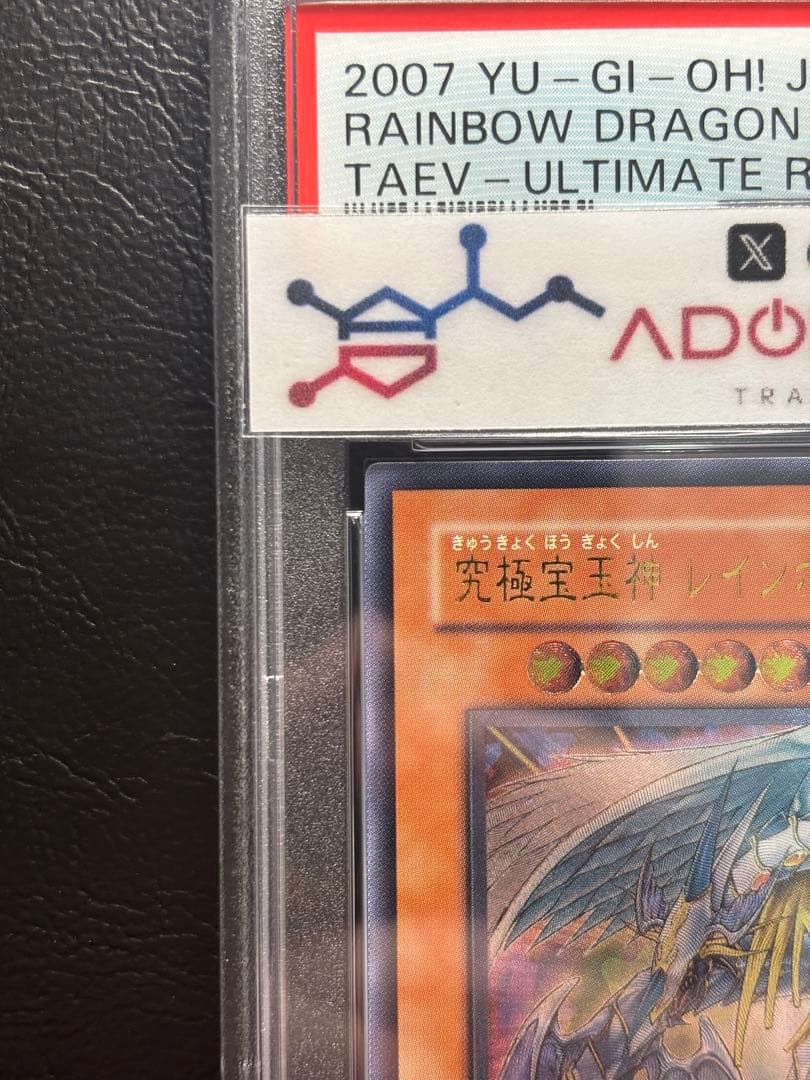 2007 YU-GI-OH! J
RAINBOW DRAGON
TAEV-ULTIMATE R
X
ADO
TRA
きゅうきょくほうぎょくしん
究極宝玉神 レイン